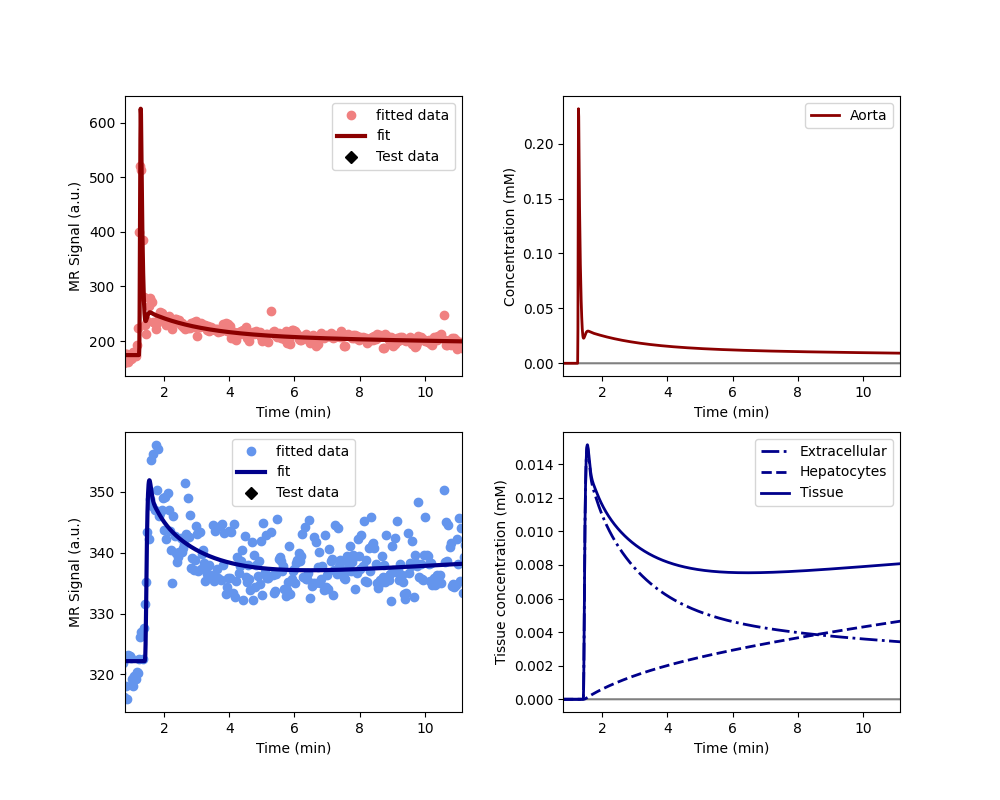 600
500
400
300
200
MR Signal (a.u.)
fitted data
fit
Test data
2
4
6
8
10
Time (min)
0.20
0.15
0.10
0.05
0.00
Concentration (mM)
Aorta
2
4
6
8
10
Time (min)
350
340
330
320
MR Signal (a.u.)
fitted data
fit
Test data
2
4
6
8
10
Time (min)
0.014
0.012
0.010
0.008
0.006
0.004
0.002
0.000
Tissue concentration (mM)
Extracellular
Hepatocytes
Tissue
2
4
6
8
10
Time (min)